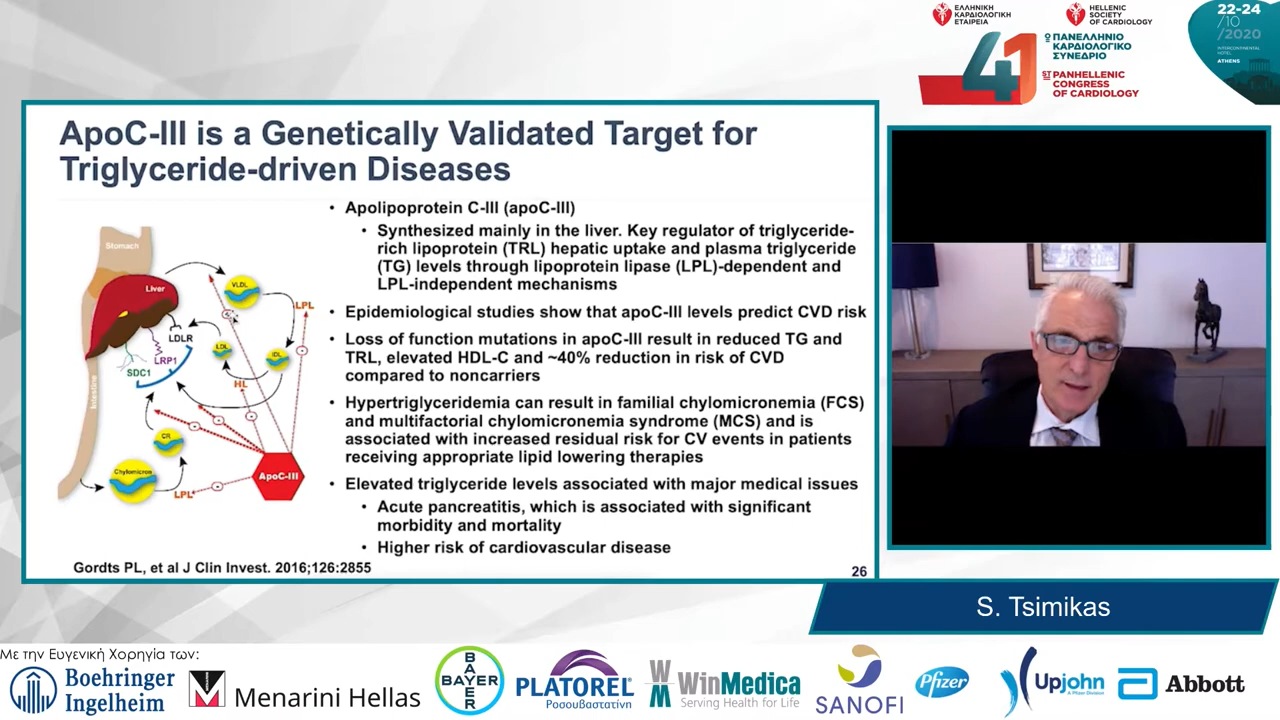 ΕΛΛΗΝΙΚΗ
ΚΑΡΔΙΟΛΟΓΙΚΗ
ΕΤΑΙΡΕΙΑ
HELLENIC
SOCIETY
OF CARDIOLOGY
41
ο ΠΑΝΕΛΛΗΝΙΟ
ΚΑΡΔΙΟΛΟΓΙΚΟ
ΣΥΝΕΔΡΙΟ
ST PANHELLENIC
CONGRESS
OF CARDIOLOGY
22-24
/10
/2020
INTERCONTINENTAL
HOTEL
ATHENS
ApoC-III is a Genetically Validated Target for
Triglyceride-driven Diseases
• Apolipoprotein C-III (apoC-III)
• Synthesized mainly in the liver. Key regulator of triglyceride-
rich lipoprotein (TRL) hepatic uptake and plasma triglyceride
(TG) levels through lipoprotein lipase (LPL)-dependent and
LPL-independent mechanisms
• Epidemiological studies show that apoC-III levels predict CVD risk
• Loss of function mutations in apoC-III result in reduced TG and
TRL, elevated HDL-C and ~40% reduction in risk of CVD
compared to noncarriers
• Hypertriglyceridemia can result in familial chylomicronemia (FCS)
and multifactorial chylomicronemia syndrome (MCS) and is
associated with increased residual risk for CV events in patients
receiving appropriate lipid lowering therapies
• Elevated triglyceride levels associated with major medical issues
• Acute pancreatitis, which is associated with significant
morbidity and mortality
• Higher risk of cardiovascular disease
Stomach
Liver
VLDL
LPL
LDLR
LDL
IDL
LRP1
SDC1
HL
Intestine
CR
Chylomicron
LPL
ApoC-III
Gordts PL, et al J Clin Invest. 2016;126:2855
26
S. Tsimikas
Με την Ευγενική Χορηγία των:
Boehringer
Ingelheim
Menarini Hellas
BAYER
BAYER
PLATOREL
Ροσουβαστατίνη
WinMedica
Serving Health for Life
SANOFI
Pfizer
Upjohn
A Pfizer Division
Abbott